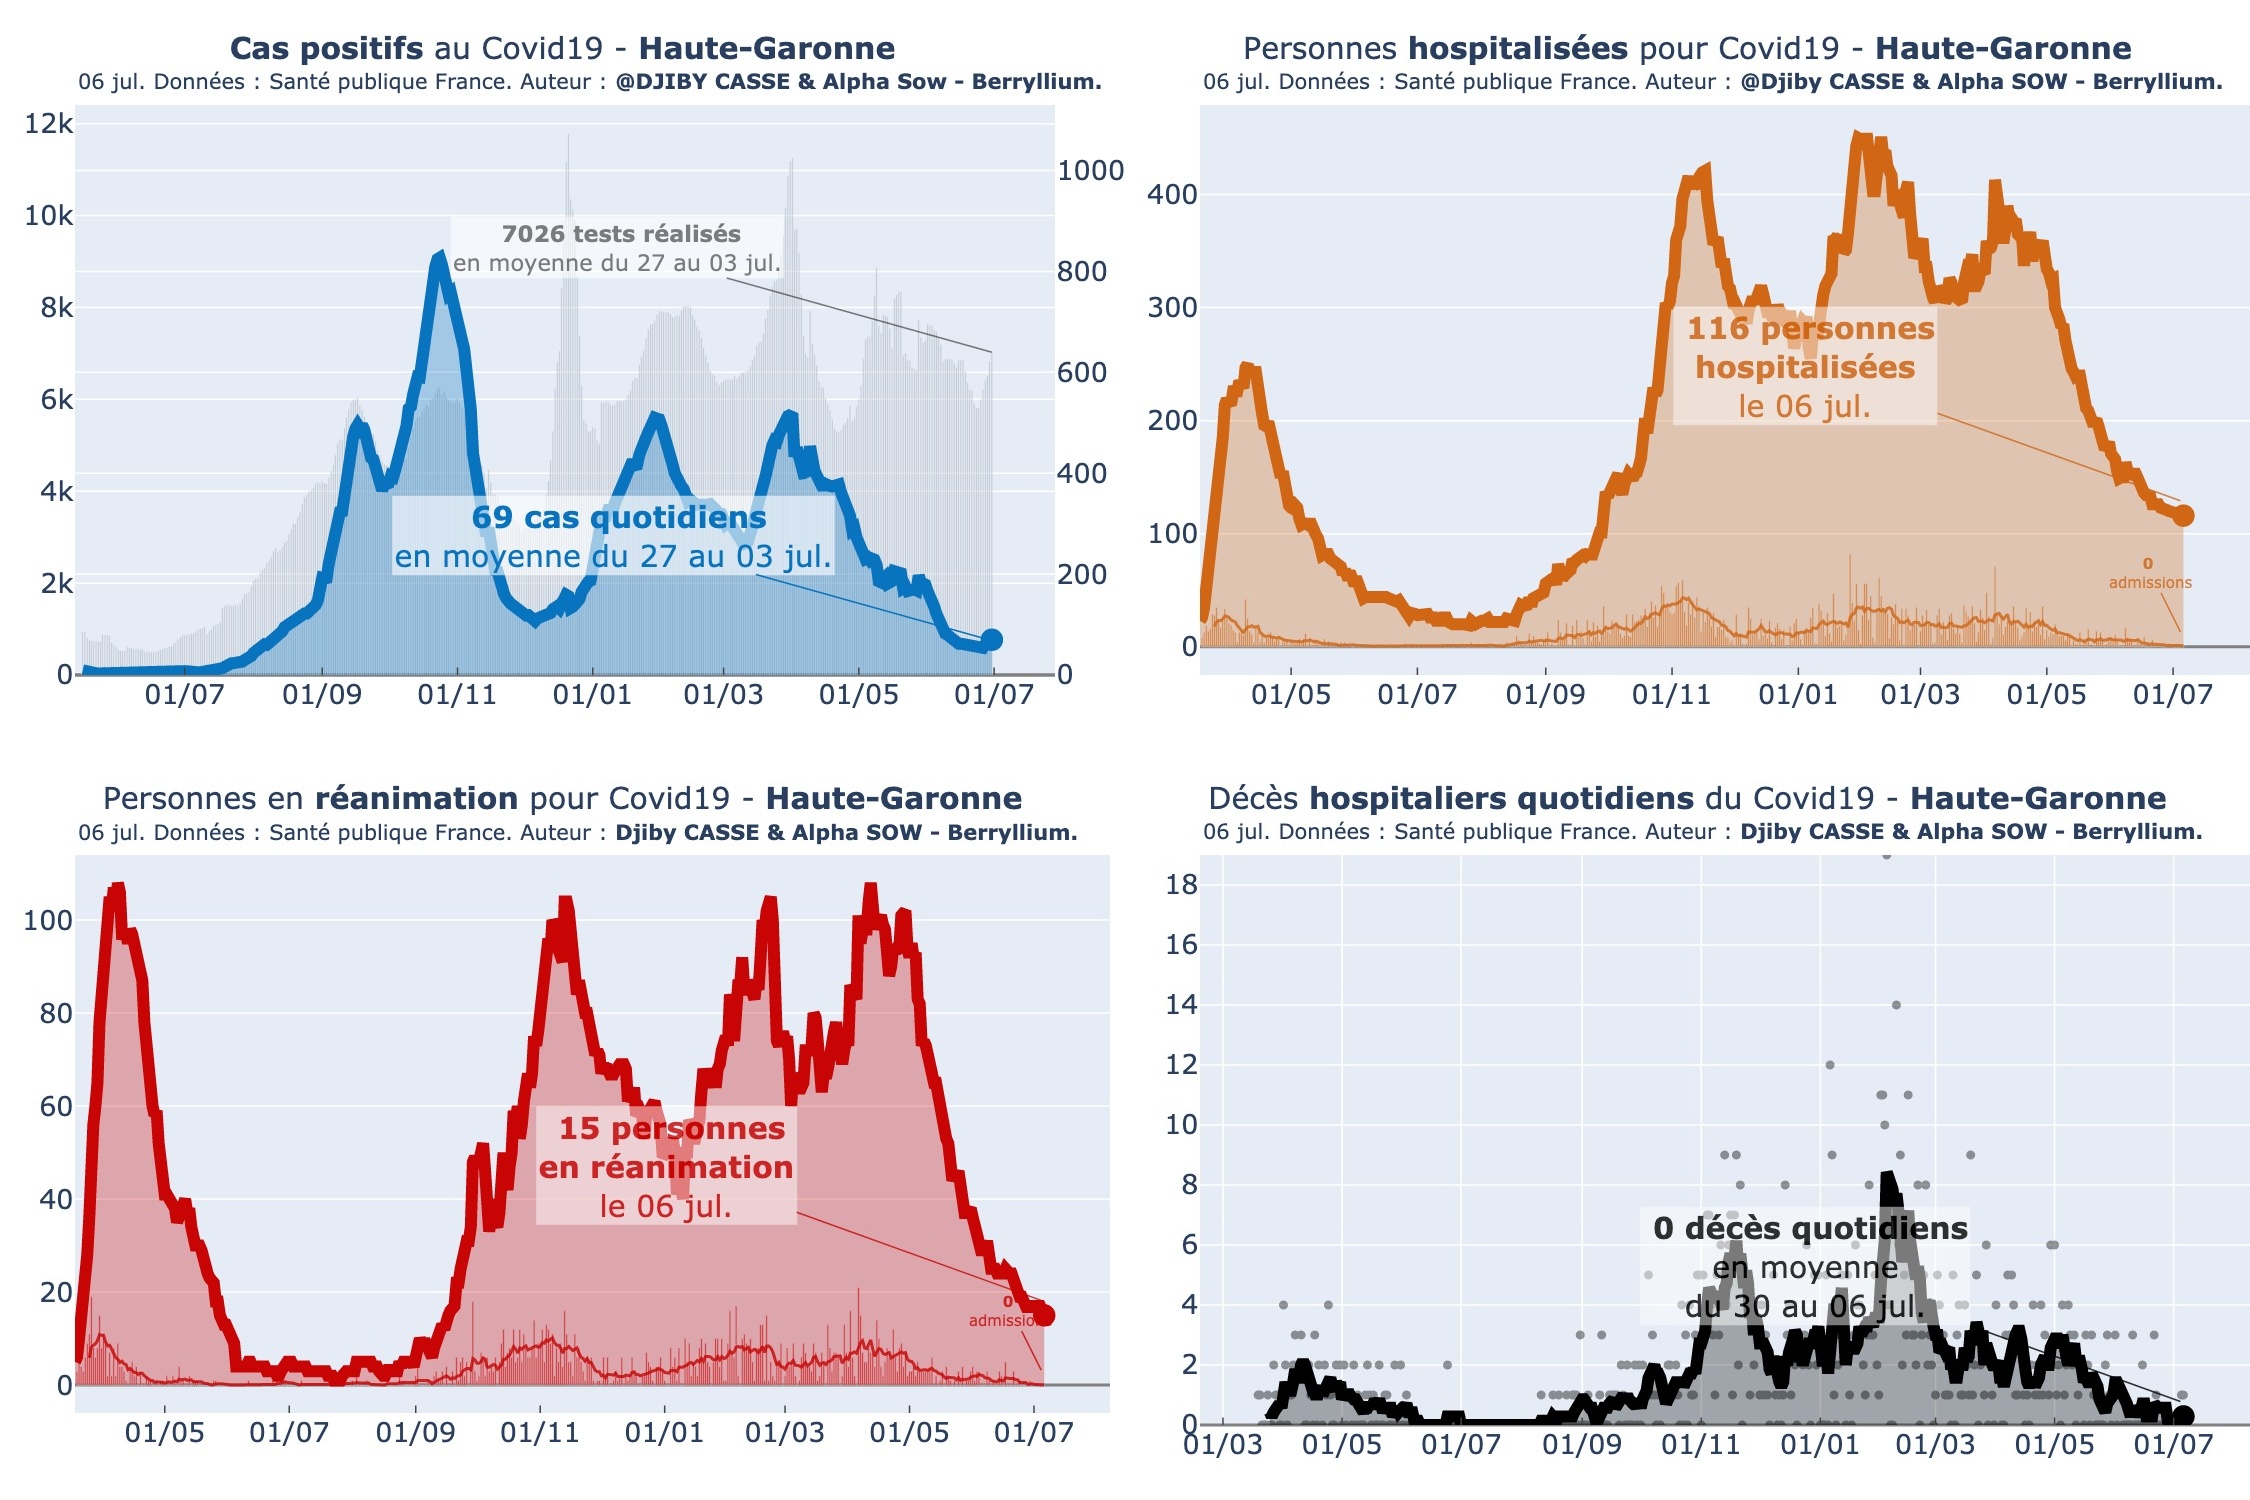 Cas positifs au Covid19 - Haute-Garonne
06 jul. Données : Santé publique France. Auteur : @DJIBY CASSE & Alpha Sow - Berryllium.
12k
10k
8k
6k
4k
2k
0
1000
800
600
400
200
0
7026 tests réalisés
en moyenne du 27 au 03 jul.
69 cas quotidiens
en moyenne du 27 au 03 jul.
01/07
01/09
01/11
01/01
01/03
01/05
01/07
Personnes hospitalisées pour Covid19 - Haute-Garonne
06 jul. Données : Santé publique France. Auteur : @Djiby CASSE & Alpha SOW - Berryllium.
400
300
200
100
0
116 personnes
hospitalisées
le 06 jul.
0
admissions
01/05
01/07
01/09
01/11
01/01
01/03
01/05
01/07
Personnes en réanimation pour Covid19 - Haute-Garonne
06 jul. Données : Santé publique France. Auteur : Djiby CASSE & Alpha SOW - Berryllium.
100
80
60
40
20
0
15 personnes
en réanimation
le 06 jul.
0
admissions
01/05
01/07
01/09
01/11
01/01
01/03
01/05
01/07
Décès hospitaliers quotidiens du Covid19 - Haute-Garonne
06 jul. Données : Santé publique France. Auteur : Djiby CASSE & Alpha SOW - Berryllium.
18
16
14
12
10
8
6
4
2
0
0 décès quotidiens
en moyenne
du 30 au 06 jul.
01/03
01/05
01/07
01/09
01/11
01/01
01/03
01/05
01/07